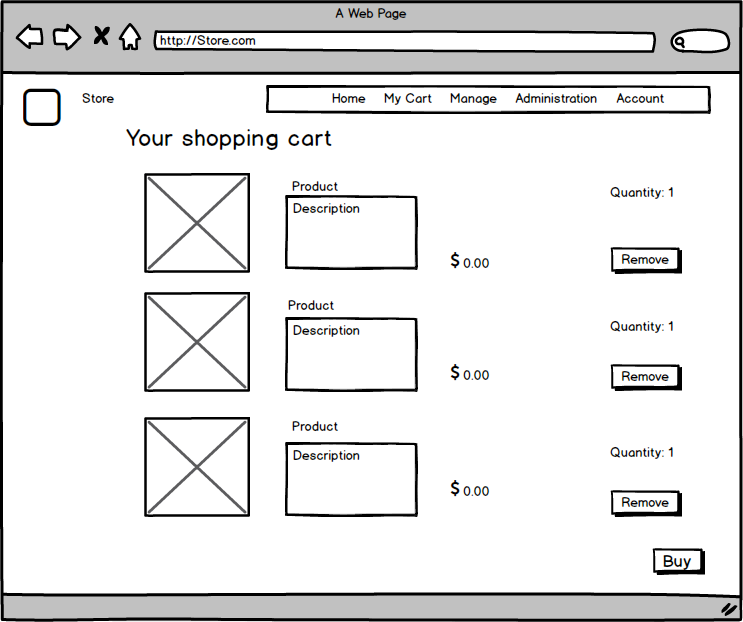 A Web Page
http://Store.com
Store
Home My Cart Manage Administration Account
Your shopping cart
Product
Quantity: 1
Description
$ 0.00
Remove
Product
Quantity: 1
Description
$ 0.00
Remove
Product
Quantity: 1
Description
$ 0.00
Remove
Buy